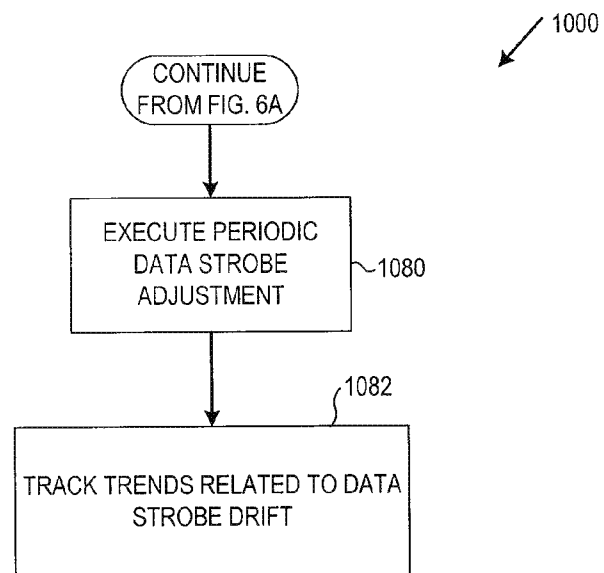 1000
CONTINUE
FROM FIG. 6A
EXECUTE PERIODIC
DATA STROBE
ADJUSTMENT
1080
1082
TRACK TRENDS RELATED TO DATA
STROBE DRIFT